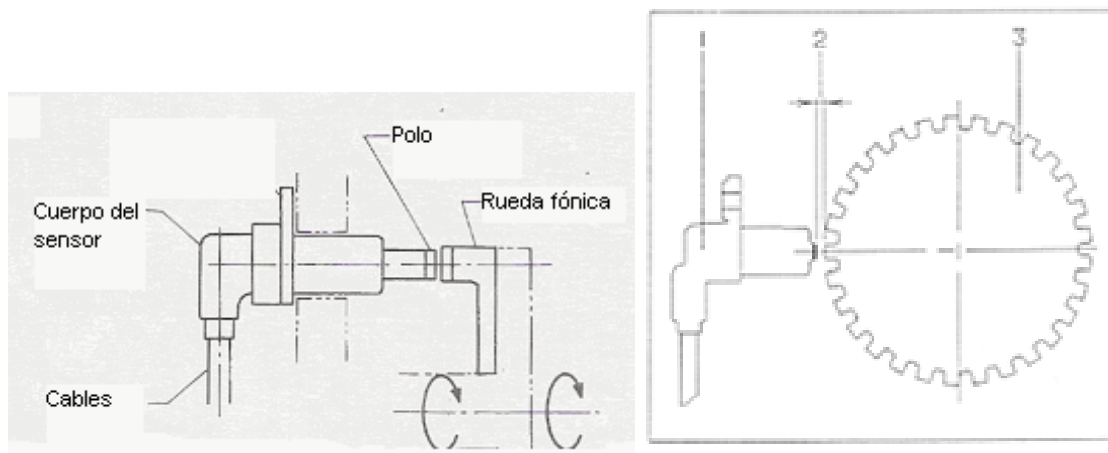 Polo
Rueda fónica
Cuerpo del
sensor
Cables
1
2
3